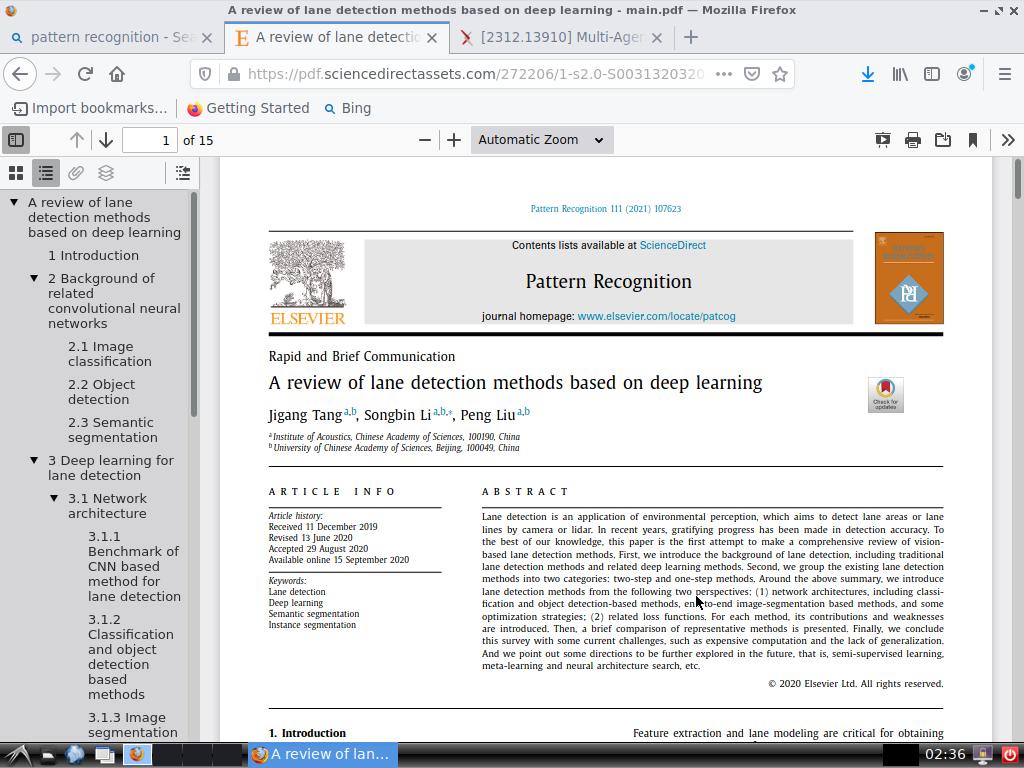 A review of lane detection methods based on deep learning - main.pdf — Mozilla Firefox
pattern recognition - Sea
A review of lane detectio
[2312.13910] Multi-Agen
https://pdf.sciencedirectassets.com/272206/1-s2.0-S0031320320
Import bookmarks...
Getting Started
Bing
1 of 15
Automatic Zoom
A review of lane
detection methods
based on deep learning
1 Introduction
2 Background of
related
convolutional neural
networks
2.1 Image
classification
2.2 Object
detection
2.3 Semantic
segmentation
3 Deep learning for
lane detection
3.1 Network
architecture
3.1.1
Benchmark of
CNN based
method for
lane detection
3.1.2
Classification
and object
detection
based
methods
3.1.3 Image
segmentation
Pattern Recognition 111 (2021) 107623
Contents lists available at ScienceDirect
Pattern Recognition
journal homepage: www.elsevier.com/locate/patcog
ELSEVIER
Rapid and Brief Communication
A review of lane detection methods based on deep learning
Check for
updates
Jigang Tang a,b, Songbin Li a,b,*, Peng Liu a,b
a Institute of Acoustics, Chinese Academy of Sciences, 100190, China
b University of Chinese Academy of Sciences, Beijing, 100049, China
ARTICLE INFO
Article history:
Received 11 December 2019
Revised 13 June 2020
Accepted 29 August 2020
Available online 15 September 2020
Keywords:
Lane detection
Deep learning
Semantic segmentation
Instance segmentation
ABSTRACT
Lane detection is an application of environmental perception, which aims to detect lane areas or lane
lines by camera or lidar. In recent years, gratifying progress has been made in detection accuracy. To
the best of our knowledge, this paper is the first attempt to make a comprehensive review of vision-
based lane detection methods. First, we introduce the background of lane detection, including traditional
lane detection methods and related deep learning methods. Second, we group the existing lane detection
methods into two categories: two-step and one-step methods. Around the above summary, we introduce
lane detection methods from the following two perspectives: (1) network architectures, including classi-
fication and object detection-based methods, end-to-end image-segmentation based methods, and some
optimization strategies; (2) related loss functions. For each method, its contributions and weaknesses
are introduced. Then, a brief comparison of representative methods is presented. Finally, we conclude
this survey with some current challenges, such as expensive computation and the lack of generalization.
And we point out some directions to be further explored in the future, that is, semi-supervised learning,
meta-learning and neural architecture search, etc.
© 2020 Elsevier Ltd. All rights reserved.
1. Introduction
Feature extraction and lane modeling are critical for obtaining
A review of lan...
02:36